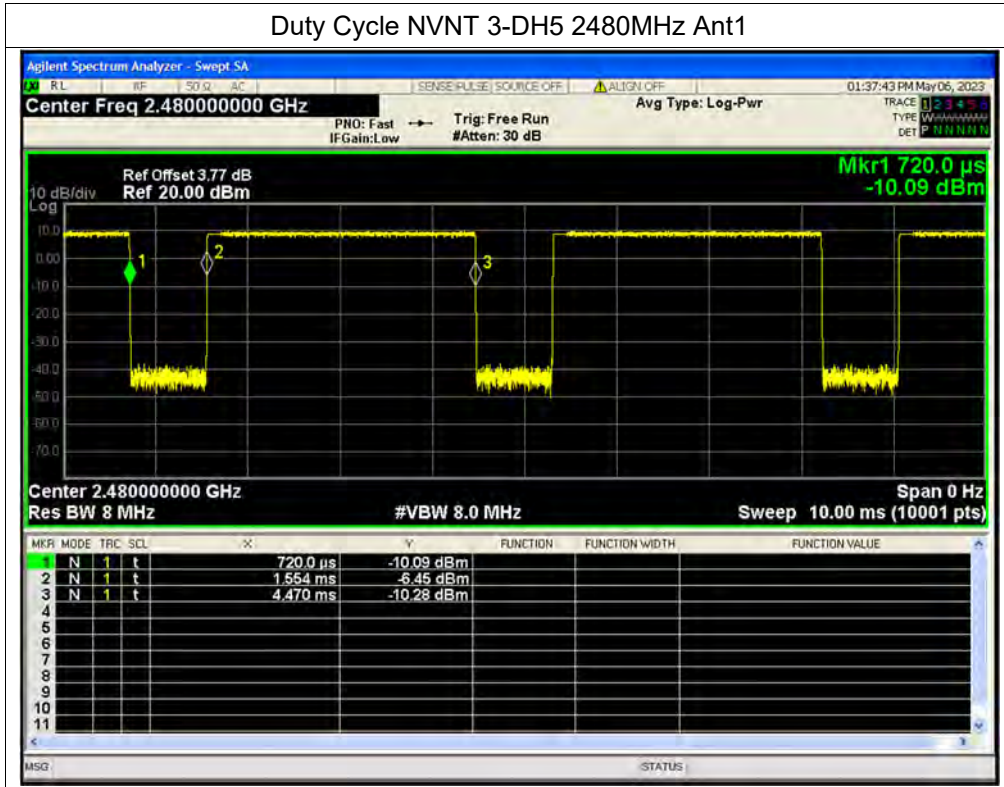 Duty Cycle NVNT 3-DH5 2480MHz Ant1
Agilent Spectrum Analyzer - Swept SA
LXI RL RF 50 Ω AC SENSE:PULSE SOURCE OFF ALIGN OFF 01:37:43 PM May 06, 2023
Center Freq 2.480000000 GHz Avg Type: Log-Pwr TRACE 1 2 3 4 5 6
PNO: Fast Trig: Free Run TYPE W
IFGain:Low #Atten: 30 dB DET P N N N N N
Mkr1 720.0 µs
Ref Offset 3.77 dB
10 dB/div Ref 20.00 dBm -10.09 dBm
Log
10.0
0.00
1 2 3
-10.0
-20.0
-30.0
-40.0
-50.0
-60.0
-70.0
Center 2.480000000 GHz Span 0 Hz
Res BW 8 MHz #VBW 8.0 MHz Sweep 10.00 ms (10001 pts)
MKR MODE TRC SCL X Y FUNCTION FUNCTION WIDTH FUNCTION VALUE
1 N 1 t 720.0 µs -10.09 dBm
2 N 1 t 1.554 ms -6.45 dBm
3 N 1 t 4.470 ms -10.28 dBm
4
5
6
7
8
9
10
11
MSG STATUS